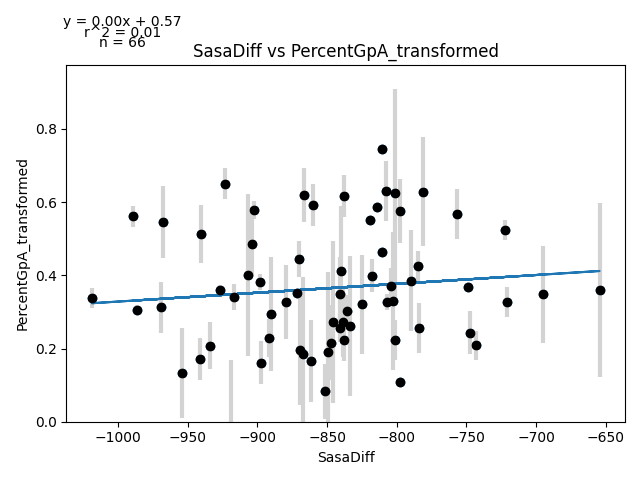 y = 0.00x + 0.57
r^2 = 0.01
n = 66
SasaDiff vs PercentGpA_transformed
PercentGpA_transformed
0.8
0.6
0.4
0.2
0.0
−1000 −950 −900 −850 −800 −750 −700 −650
SasaDiff